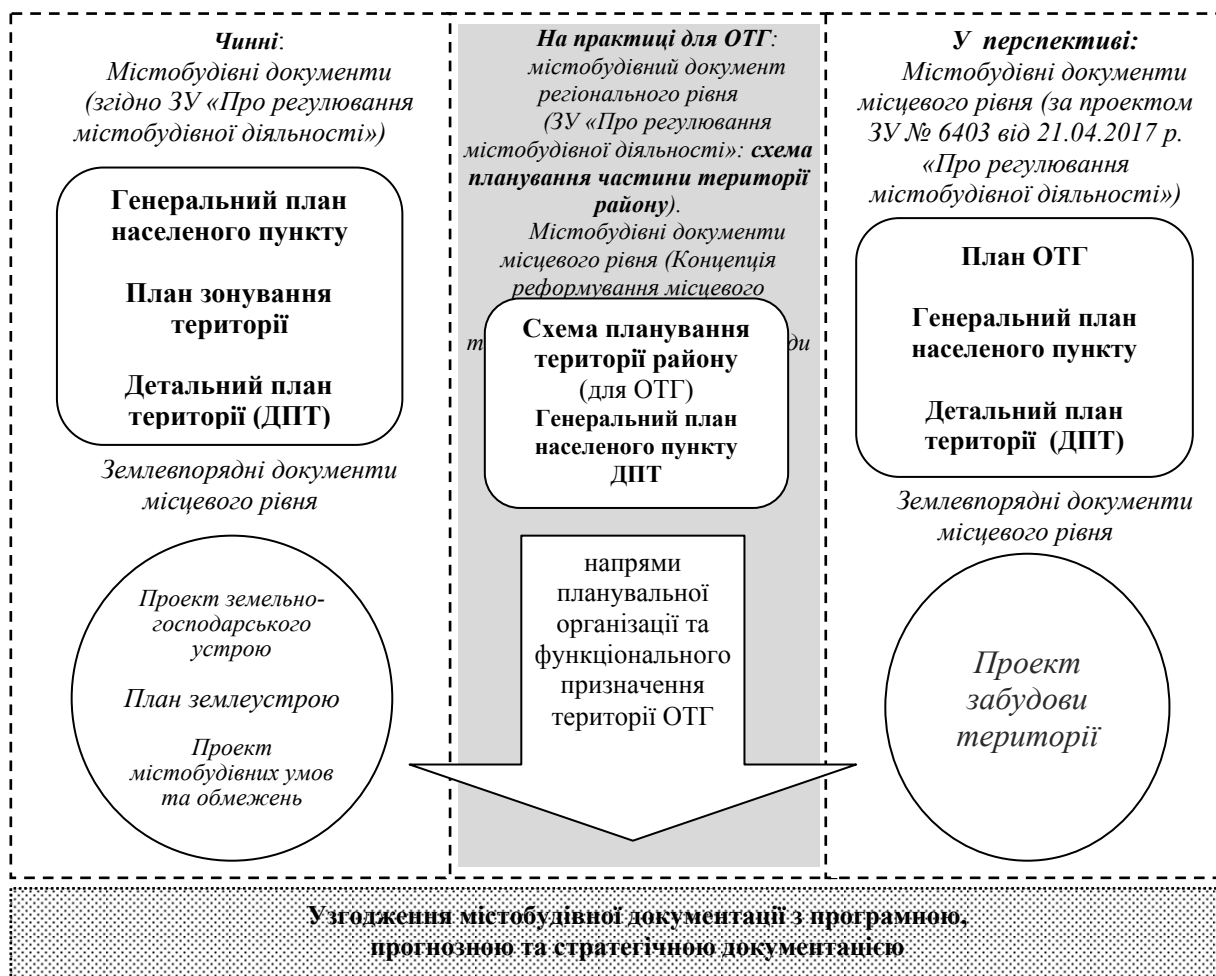 Чинні:
Містобудівні документи
(згідно ЗУ «Про регулювання
містобудівної діяльності»)
Генеральний план
населеного пункту
План зонування
території
Детальний план
території (ДПТ)
Землевпорядні документи
місцевого рівня
Проект земельно-
господарського
устрою
План землеустрою
Проект
містобудівних умов
та обмежень
На практиці для ОТГ:
містобудівний документ
регіонального рівня
(ЗУ «Про регулювання
містобудівної діяльності»: схема
планування частини території
району).
Містобудівні документи
місцевого рівня (Концепція
реформування місцевого
Схема планування
території району
(для ОТГ)
Генеральний план
населеного пункту
ДПТ
напрями
планувальної
організації та
функціонального
призначення
території ОТГ
У перспективі:
Містобудівні документи
місцевого рівня (за проектом
ЗУ № 6403 від 21.04.2017 р.
«Про регулювання
містобудівної діяльності»)
План ОТГ
Генеральний план
населеного пункту
Детальний план
території (ДПТ)
Землевпорядні документи
місцевого рівня
Проект
забудови
території
Узгодження містобудівної документації з програмною,
прогнозною та стратегічною документацією